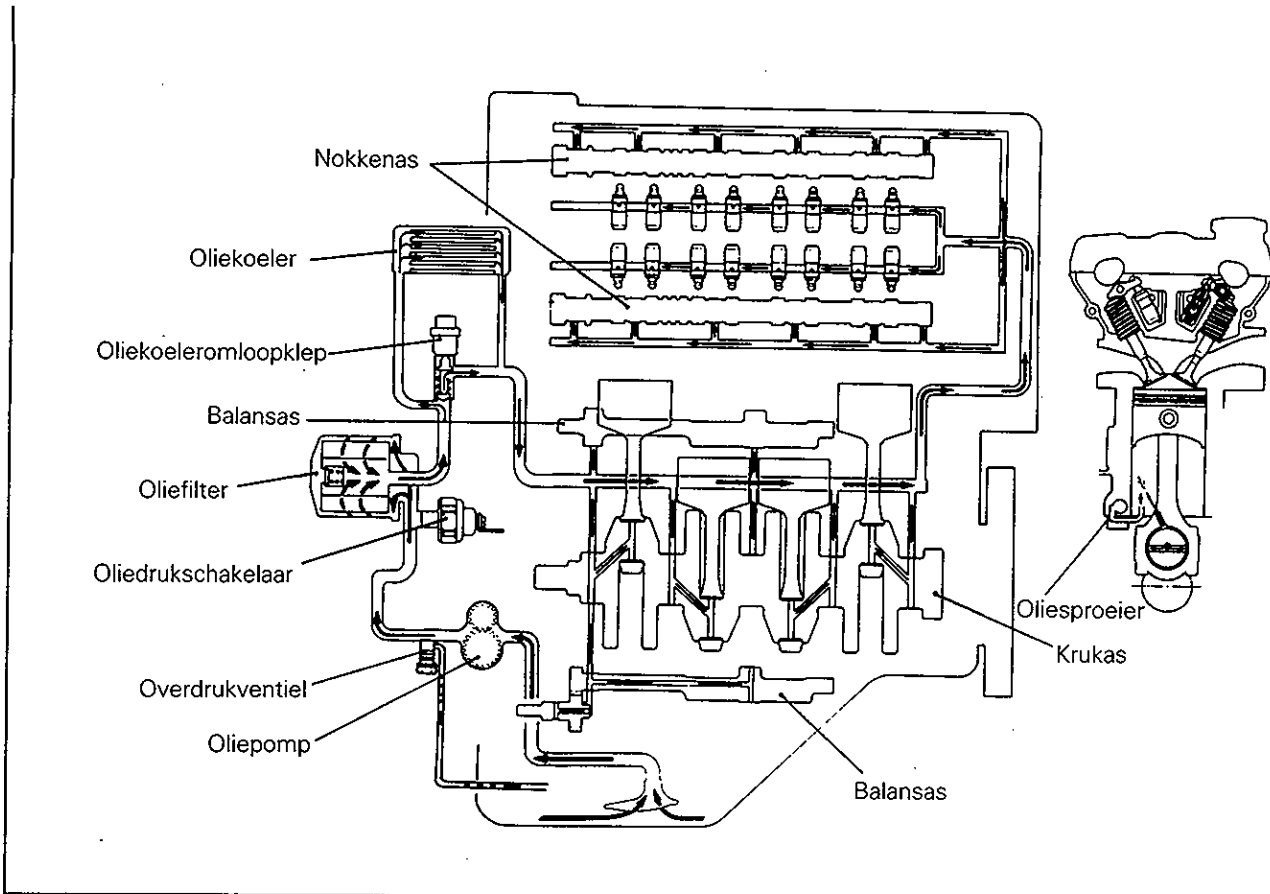 Nokkenas
Oliekoeler
Oliekoeleromloopklep
Balansas
Oliefilter
Oliedrukschakelaar
Oliesproeier
Krukas
Overdrukventiel
Oliepomp
Balansas